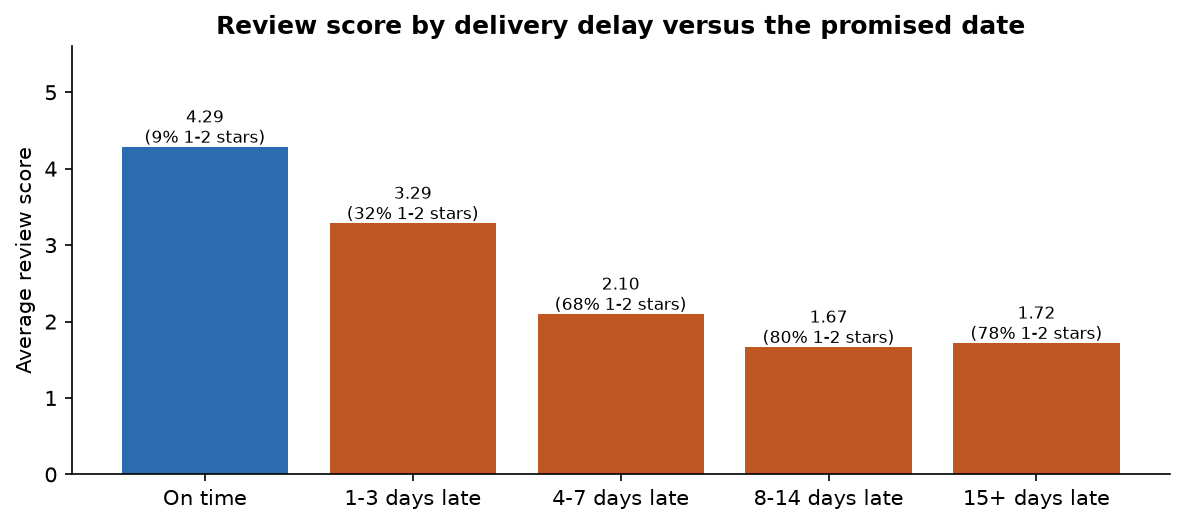 Review score by delivery delay versus the promised date
Average review score
5
4
3
2
1
0
4.29
(9% 1-2 stars)
3.29
(32% 1-2 stars)
2.10
(68% 1-2 stars)
1.67
(80% 1-2 stars)
1.72
(78% 1-2 stars)
On time
1-3 days late
4-7 days late
8-14 days late
15+ days late